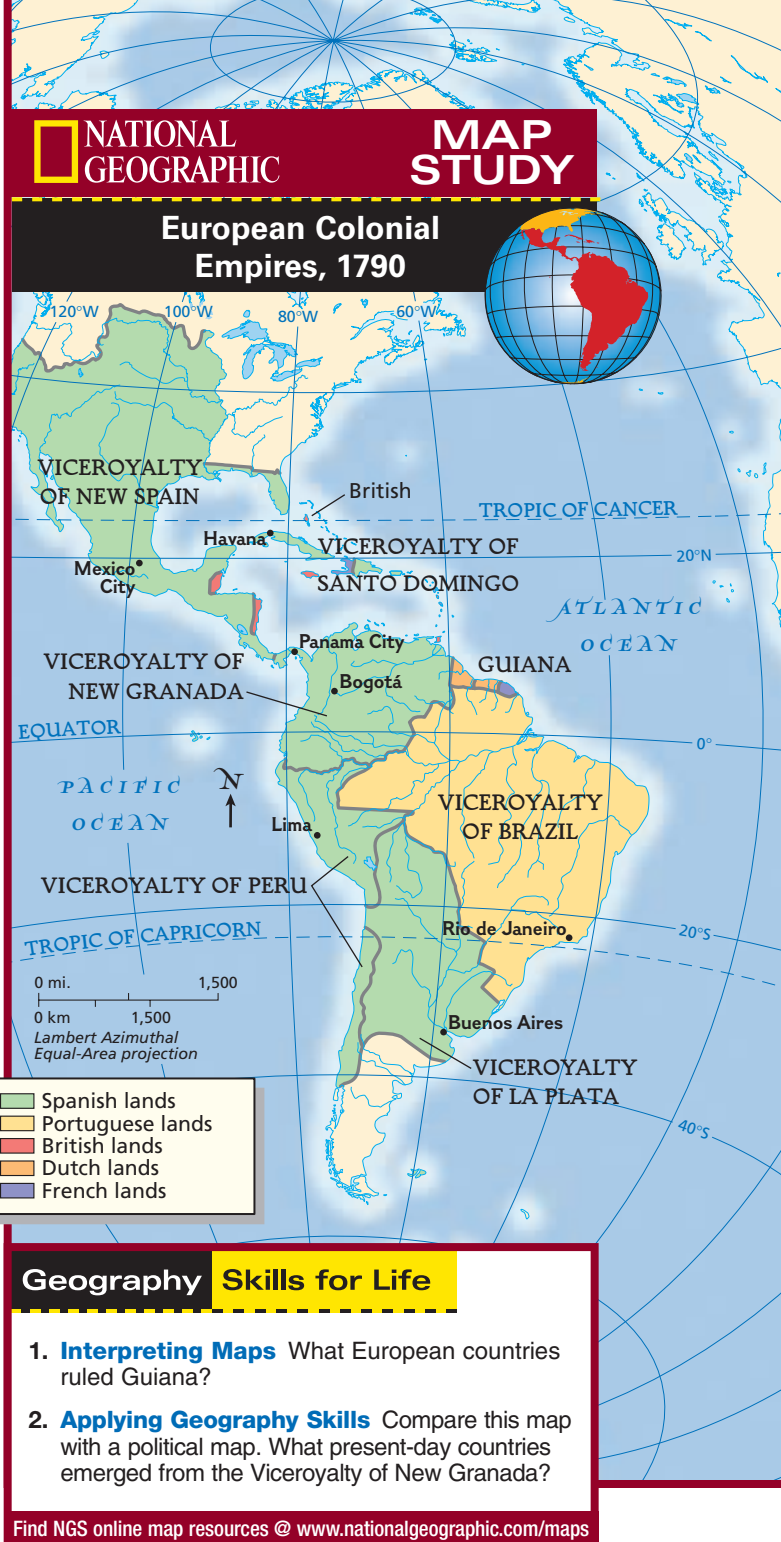 NATIONAL
GEOGRAPHIC
MAP
STUDY
European Colonial
Empires, 1790
120°W
100°W
80°W
60°W
VICEROYALTY
OF NEW SPAIN
British
TROPIC OF CANCER
Havana
VICEROYALTY OF
SANTO DOMINGO
20°N
Mexico
City
ATLANTIC
OCEAN
Panama City
VICEROYALTY OF
NEW GRANADA
GUIANA
Bogotá
EQUATOR
0°
PACIFIC
OCEAN
N
VICEROYALTY
OF BRAZIL
Lima
VICEROYALTY OF PERU
TROPIC OF CAPRICORN
Rio de Janeiro
20°S
0 mi. 1,500
0 km 1,500
Lambert Azimuthal
Equal-Area projection
Buenos Aires
VICEROYALTY
OF LA PLATA
40°S
Spanish lands
Portuguese lands
British lands
Dutch lands
French lands
Geography Skills for Life
1. Interpreting Maps What European countries
ruled Guiana?
2. Applying Geography Skills Compare this map
with a political map. What present-day countries
emerged from the Viceroyalty of New Granada?
Find NGS online map resources @ www.nationalgeographic.com/maps